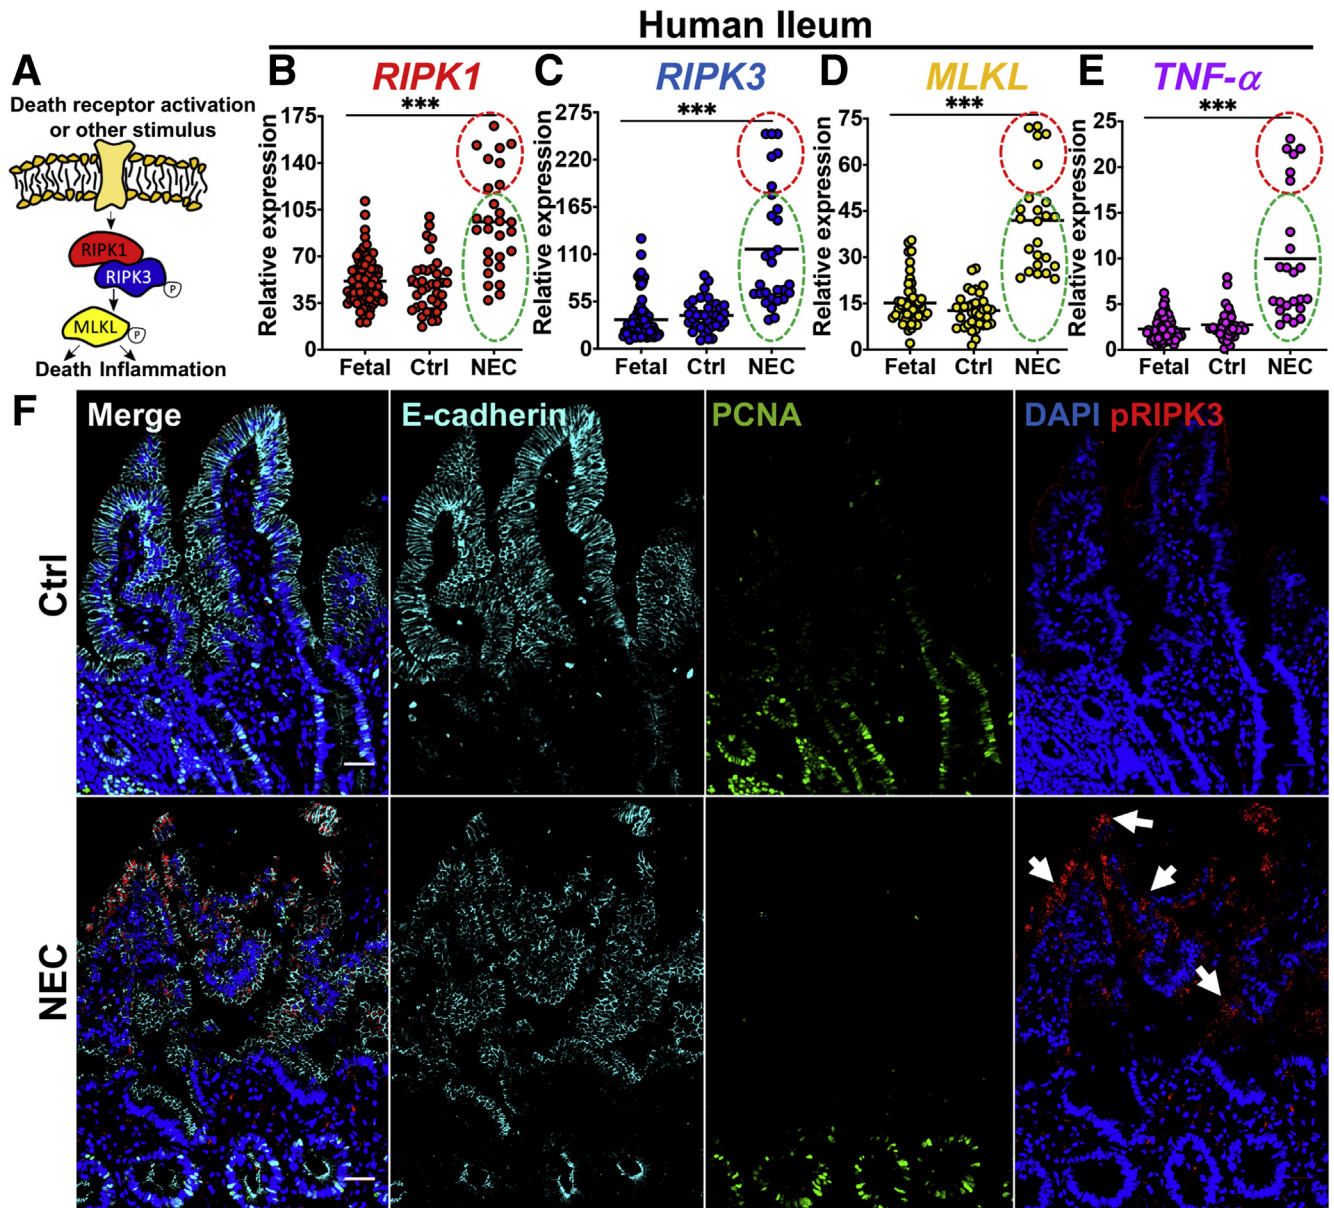 Human Ileum
A
Death receptor activation
or other stimulus
RIPK1
RIPK3
P
MLKL
P
Death Inflammation
B
RIPK1
***
Relative expression
175
140
105
70
35
0
Fetal Ctrl NEC
C
RIPK3
***
Relative expression
275
220
165
110
55
0
Fetal Ctrl NEC
D
MLKL
***
Relative expression
75
60
45
30
15
0
Fetal Ctrl NEC
E
TNF-α
***
Relative expression
25
20
15
10
5
0
Fetal Ctrl NEC
F
Merge E-cadherin PCNA DAPI pRIPK3
Ctrl
NEC